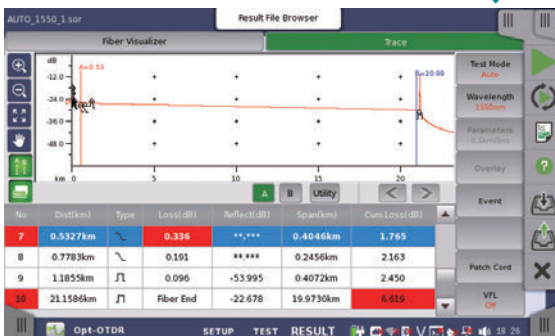 AUTO_1550_1.sor
Result File Browser
Fiber Visualizer
Trace
dB
A=0.53
B=20.99
-12.0
-24.0
-36.0
-48.0
km 0 5 10 15 20
A B Utility < >
No Dist(km) Type Loss(dB) Reflect(dB) Span(km) Cum.Loss(dB)
7 0.5327km 0.336 **.*** 0.4046km 1.765
8 0.7783km 0.191 **.*** 0.2456km 2.163
9 1.1855km 0.096 -53.995 0.4072km 2.450
10 21.1586km Fiber End -22.678 19.9730km 6.619
Test Mode
Auto
Wavelength
1550nm
Parameters
Overlay
Event
Patch Cord
VFL
Off
Opt-OTDR SETUP TEST RESULT V 18 26